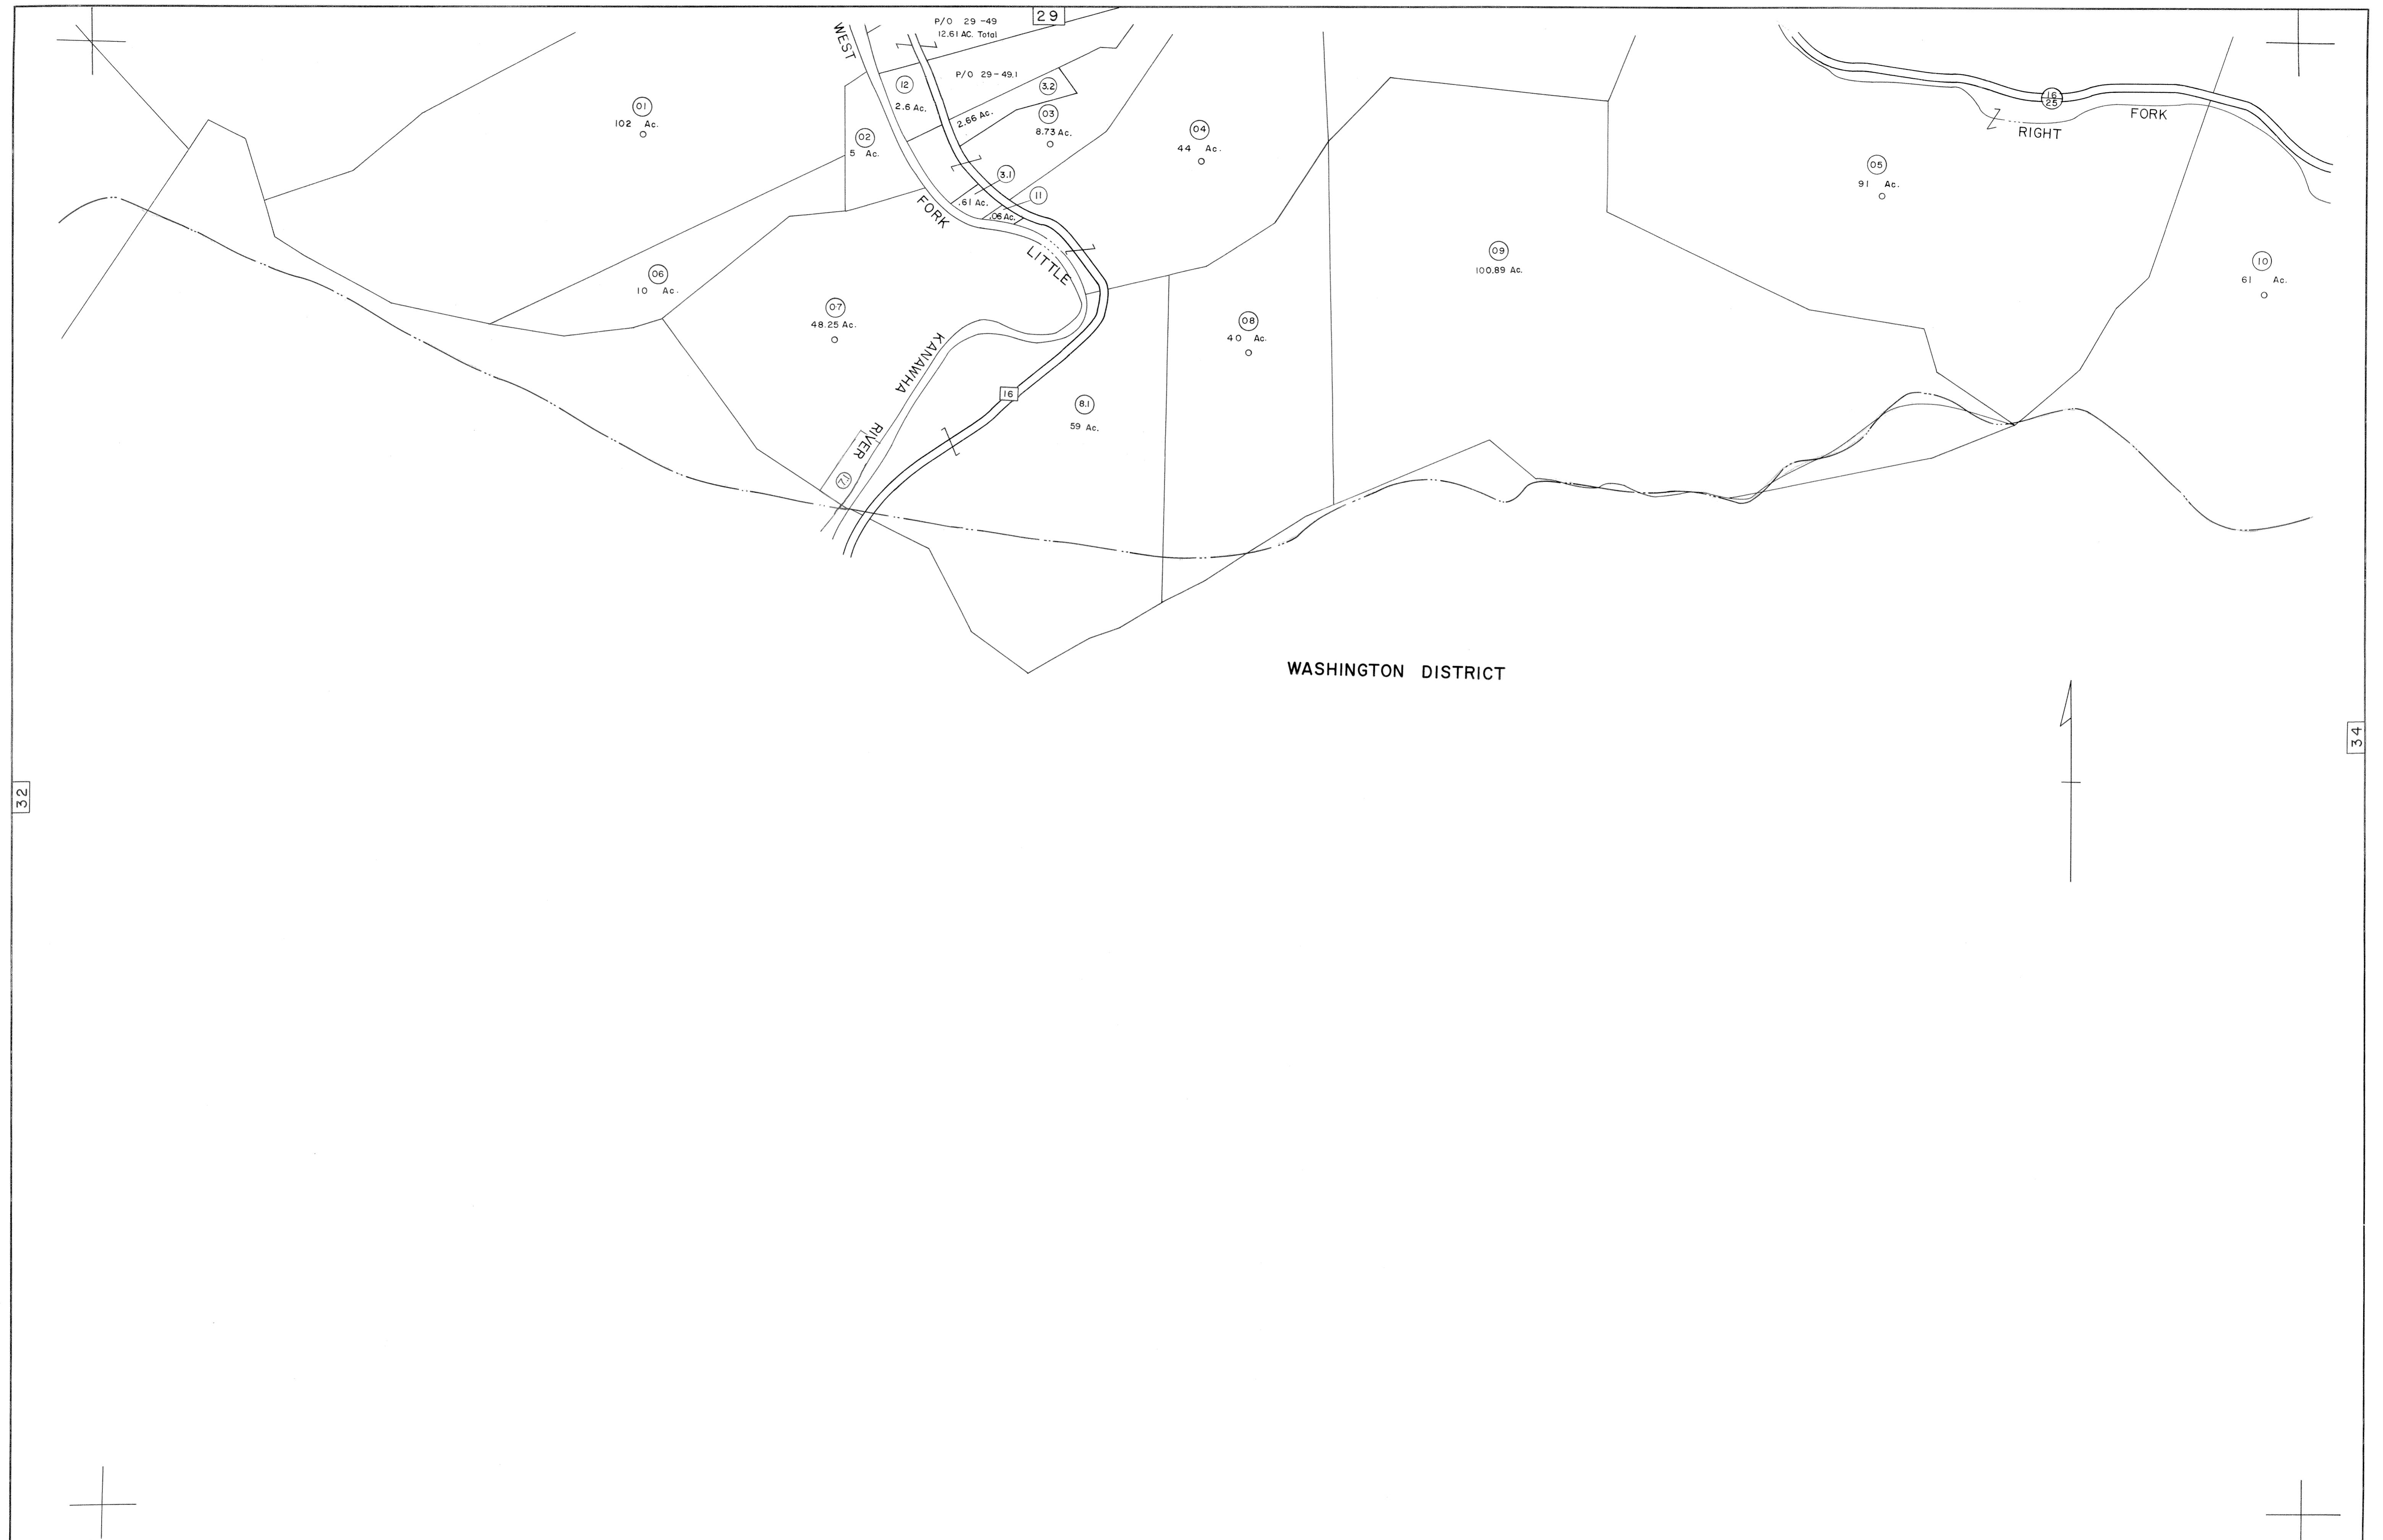 29
P/O 29-49
12.61 AC. Total
P/O 29-49.1
12
2.6 Ac.
3.2
2.66 Ac.
03
8.73 Ac.
01
102 Ac.
02
5 Ac.
04
44 Ac.
16
25
RIGHT FORK
05
91 Ac.
3.1
.61 Ac.
11
.06 Ac.
06
10 Ac.
07
48.25 Ac.
09
100.89 Ac.
10
61 Ac.
08
40 Ac.
WEST FORK LITTLE KANAWHA RIVER
16
8.1
59 Ac.
7.1
WASHINGTON DISTRICT
32
34